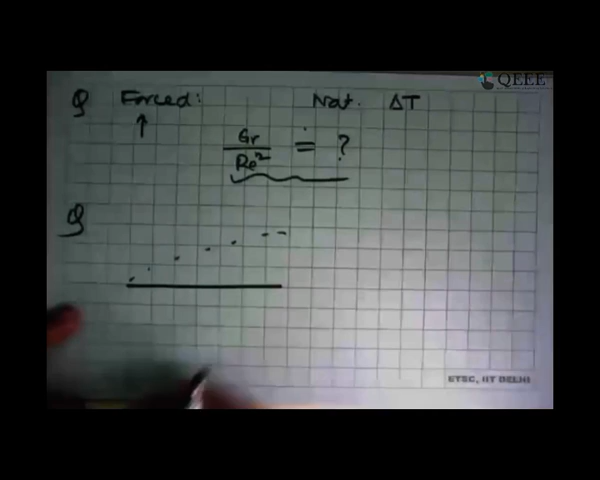 QEEE
Q Forced: Nat. ΔT
↑
Gr
Re² = ?
Q
ETSC, IIT DELHI